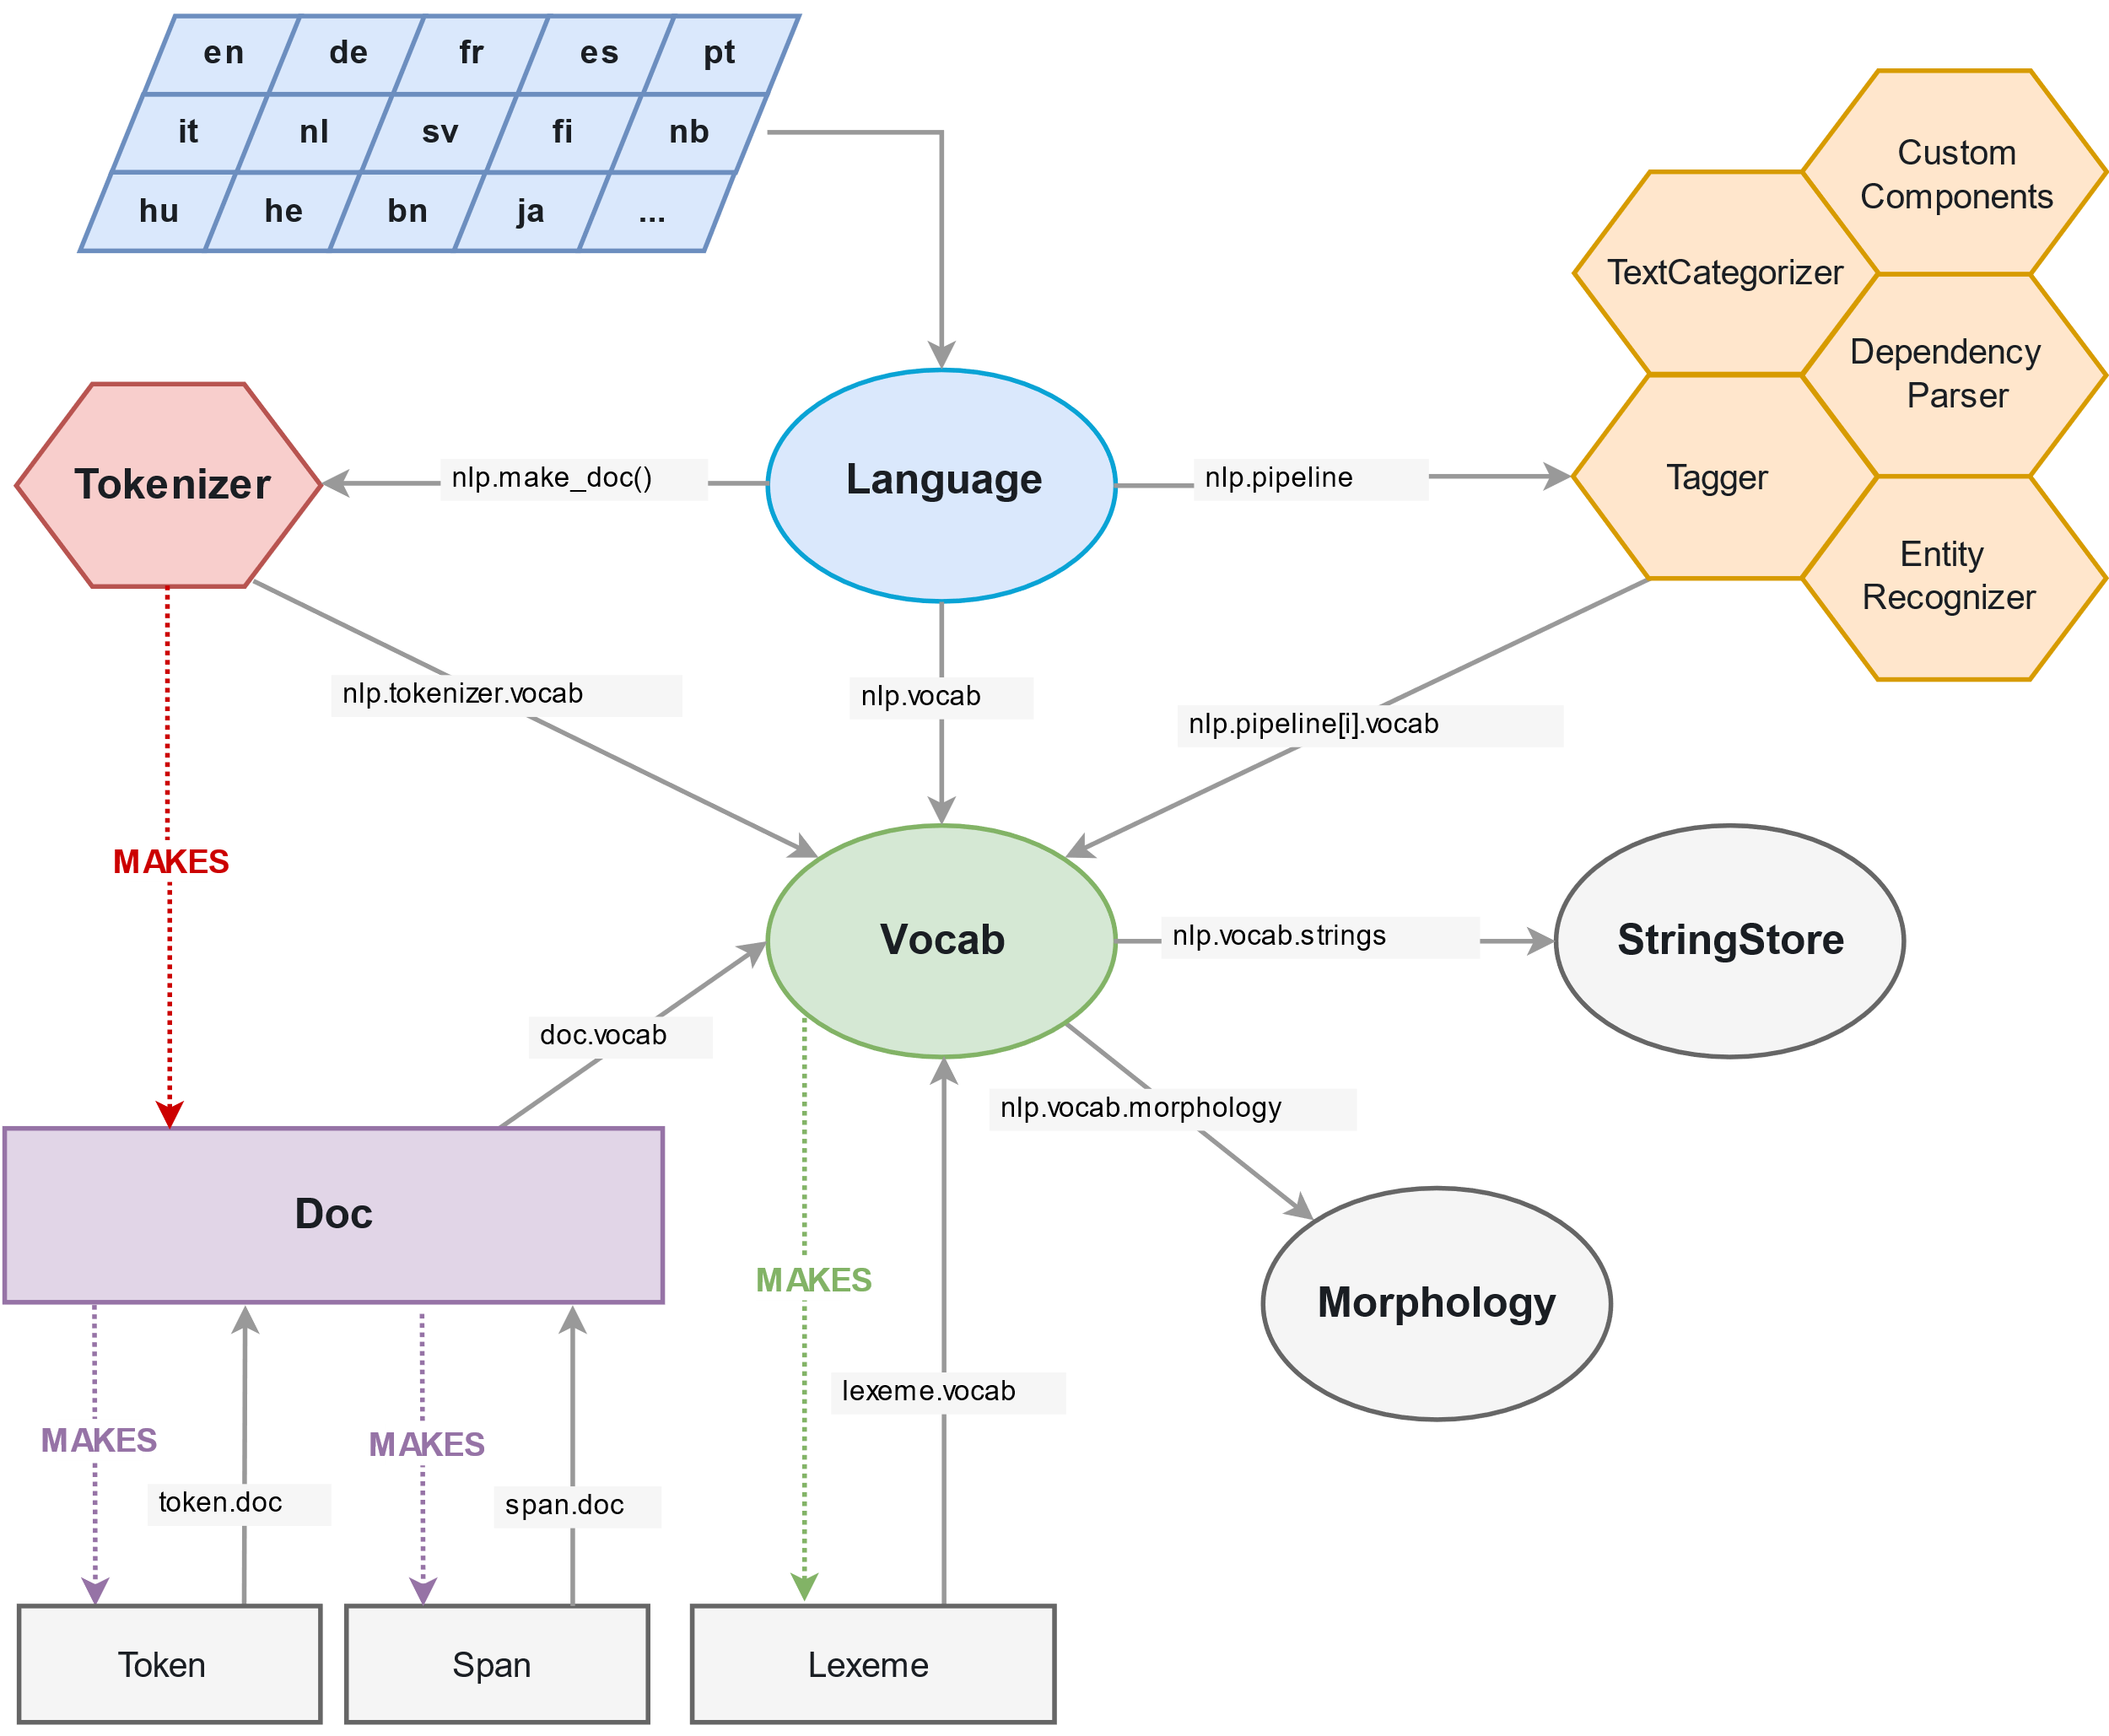 en de fr es pt
it nl sv fi nb
hu he bn ja ...
Custom
Components
TextCategorizer
Dependency
Parser
Tagger
Entity
Recognizer
Tokenizer
nlp.make_doc()
Language
nlp.pipeline
nlp.tokenizer.vocab
nlp.vocab
nlp.pipeline[i].vocab
MAKES
Vocab
nlp.vocab.strings
StringStore
doc.vocab
nlp.vocab.morphology
Doc
MAKES
Morphology
lexeme.vocab
MAKES
MAKES
token.doc
span.doc
Token
Span
Lexeme